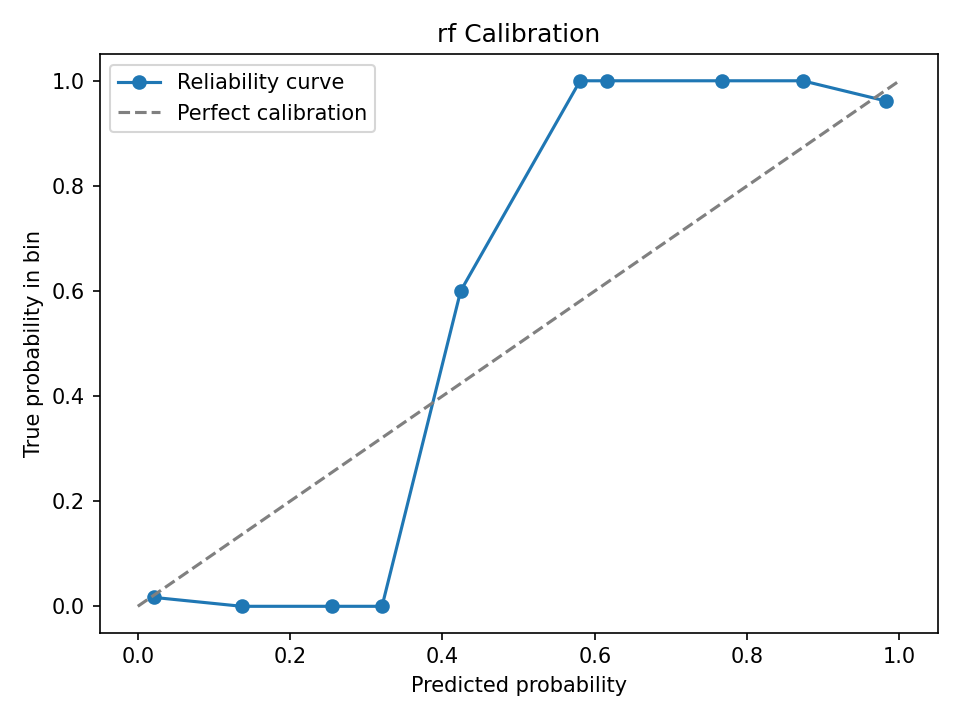 rf Calibration
Reliability curve
Perfect calibration
True probability in bin
1.0
0.8
0.6
0.4
0.2
0.0
0.0 0.2 0.4 0.6 0.8 1.0
Predicted probability